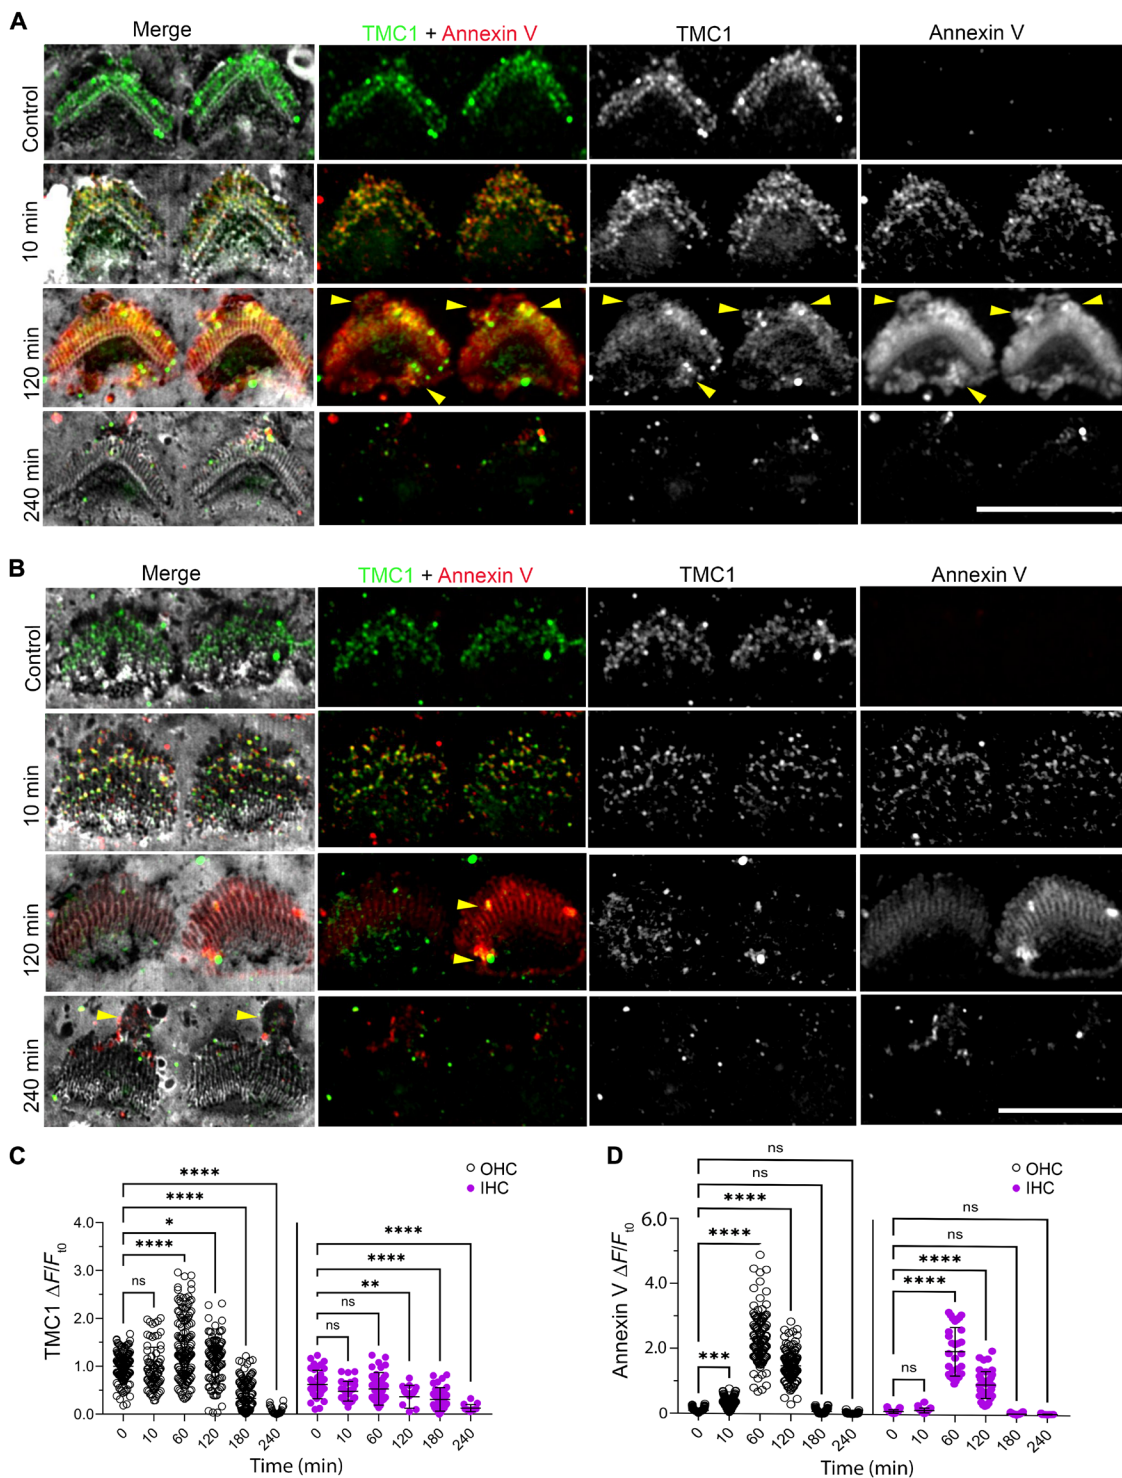 A
Merge
TMC1 + Annexin V
TMC1
Annexin V
Control
10 min
120 min
240 min
B
Merge
TMC1 + Annexin V
TMC1
Annexin V
Control
10 min
120 min
240 min
C
OHC
IHC
****
****
*
****
ns
****
****
**
ns
ns
TMC1 ΔF/Ft0
4.0
3.0
2.0
1.0
0.0
0 10 60 120 180 240 0 10 60 120 180 240
Time (min)
D
OHC
IHC
ns
ns
****
****
***
ns
ns
****
****
ns
Annexin V ΔF/Ft0
6.0
4.0
2.0
0.0
0 10 60 120 180 240 0 10 60 120 180 240
Time (min)